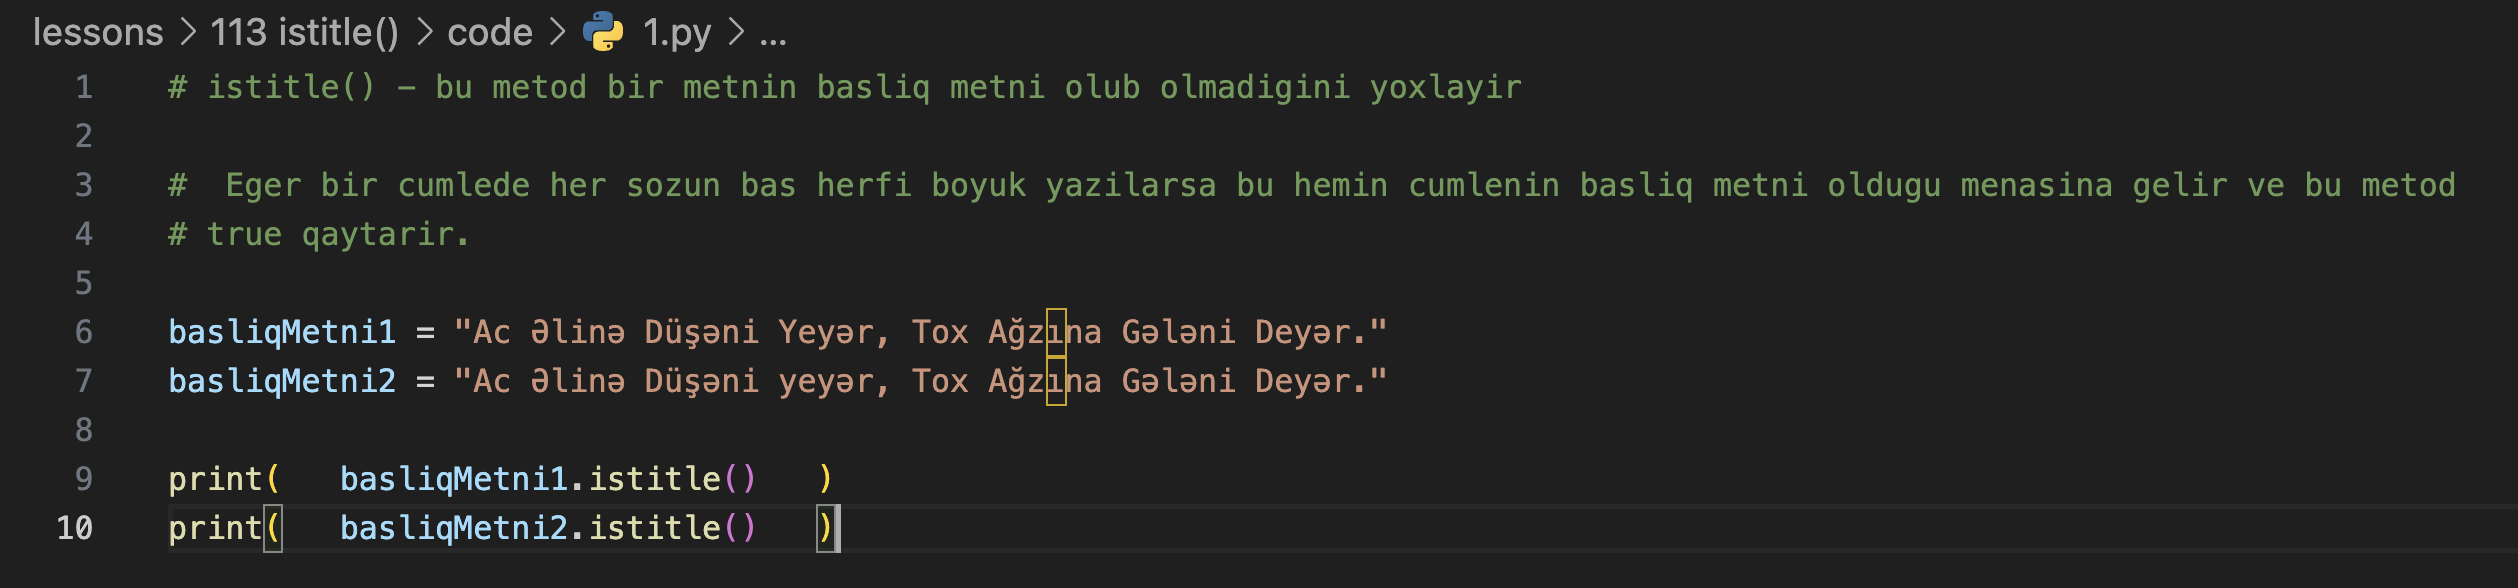 lessons > 113 istitle() > code > 1.py > ...
1 # istitle() – bu metod bir metnin basliq metni olub olmadigini yoxlayir
2
3 #  Eger bir cumlede her sozun bas herfi boyuk yazilarsa bu hemin cumlenin basliq metni oldugu menasina gelir ve bu metod
4 # true qaytarir.
5
6 basliqMetni1 = "Ac Əlinə Düşəni Yeyər, Tox Ağzına Gələni Deyər."
7 basliqMetni2 = "Ac Əlinə Düşəni yeyər, Tox Ağzına Gələni Deyər."
8
9 print(   basliqMetni1.istitle()   )
10 print(   basliqMetni2.istitle()   )